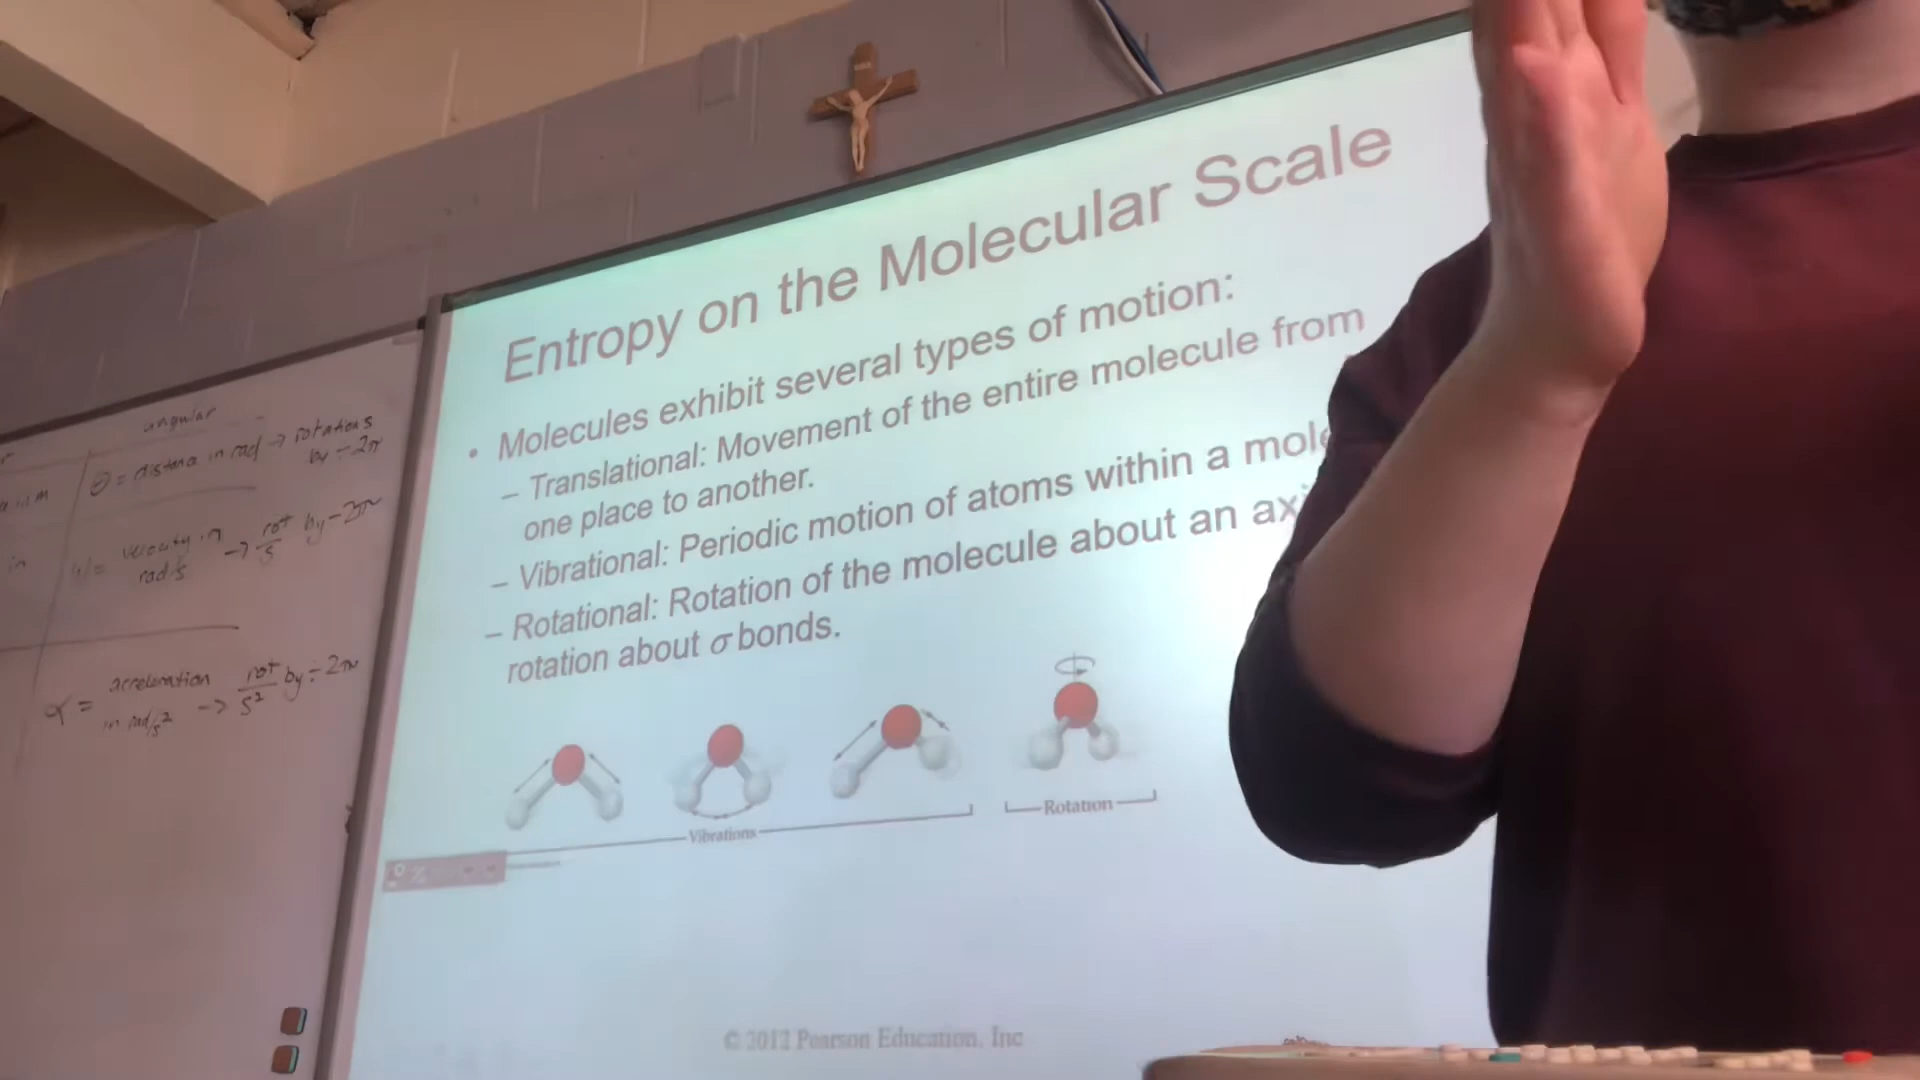 Entropy on the Molecular Scale
• Molecules exhibit several types of motion:
– Translational: Movement of the entire molecule from
one place to another.
– Vibrational: Periodic motion of atoms within a mole
– Rotational: Rotation of the molecule about an axi
rotation about σ bonds.
Vibrations
Rotation
© 2012 Pearson Education, Inc
angular
θ = distance in rad → rotations
by ÷ 2π
in
velocity in
rad/s
→ rot/s by ÷ 2π
α = acceleration
in rad/s² → rot/s² by ÷ 2π